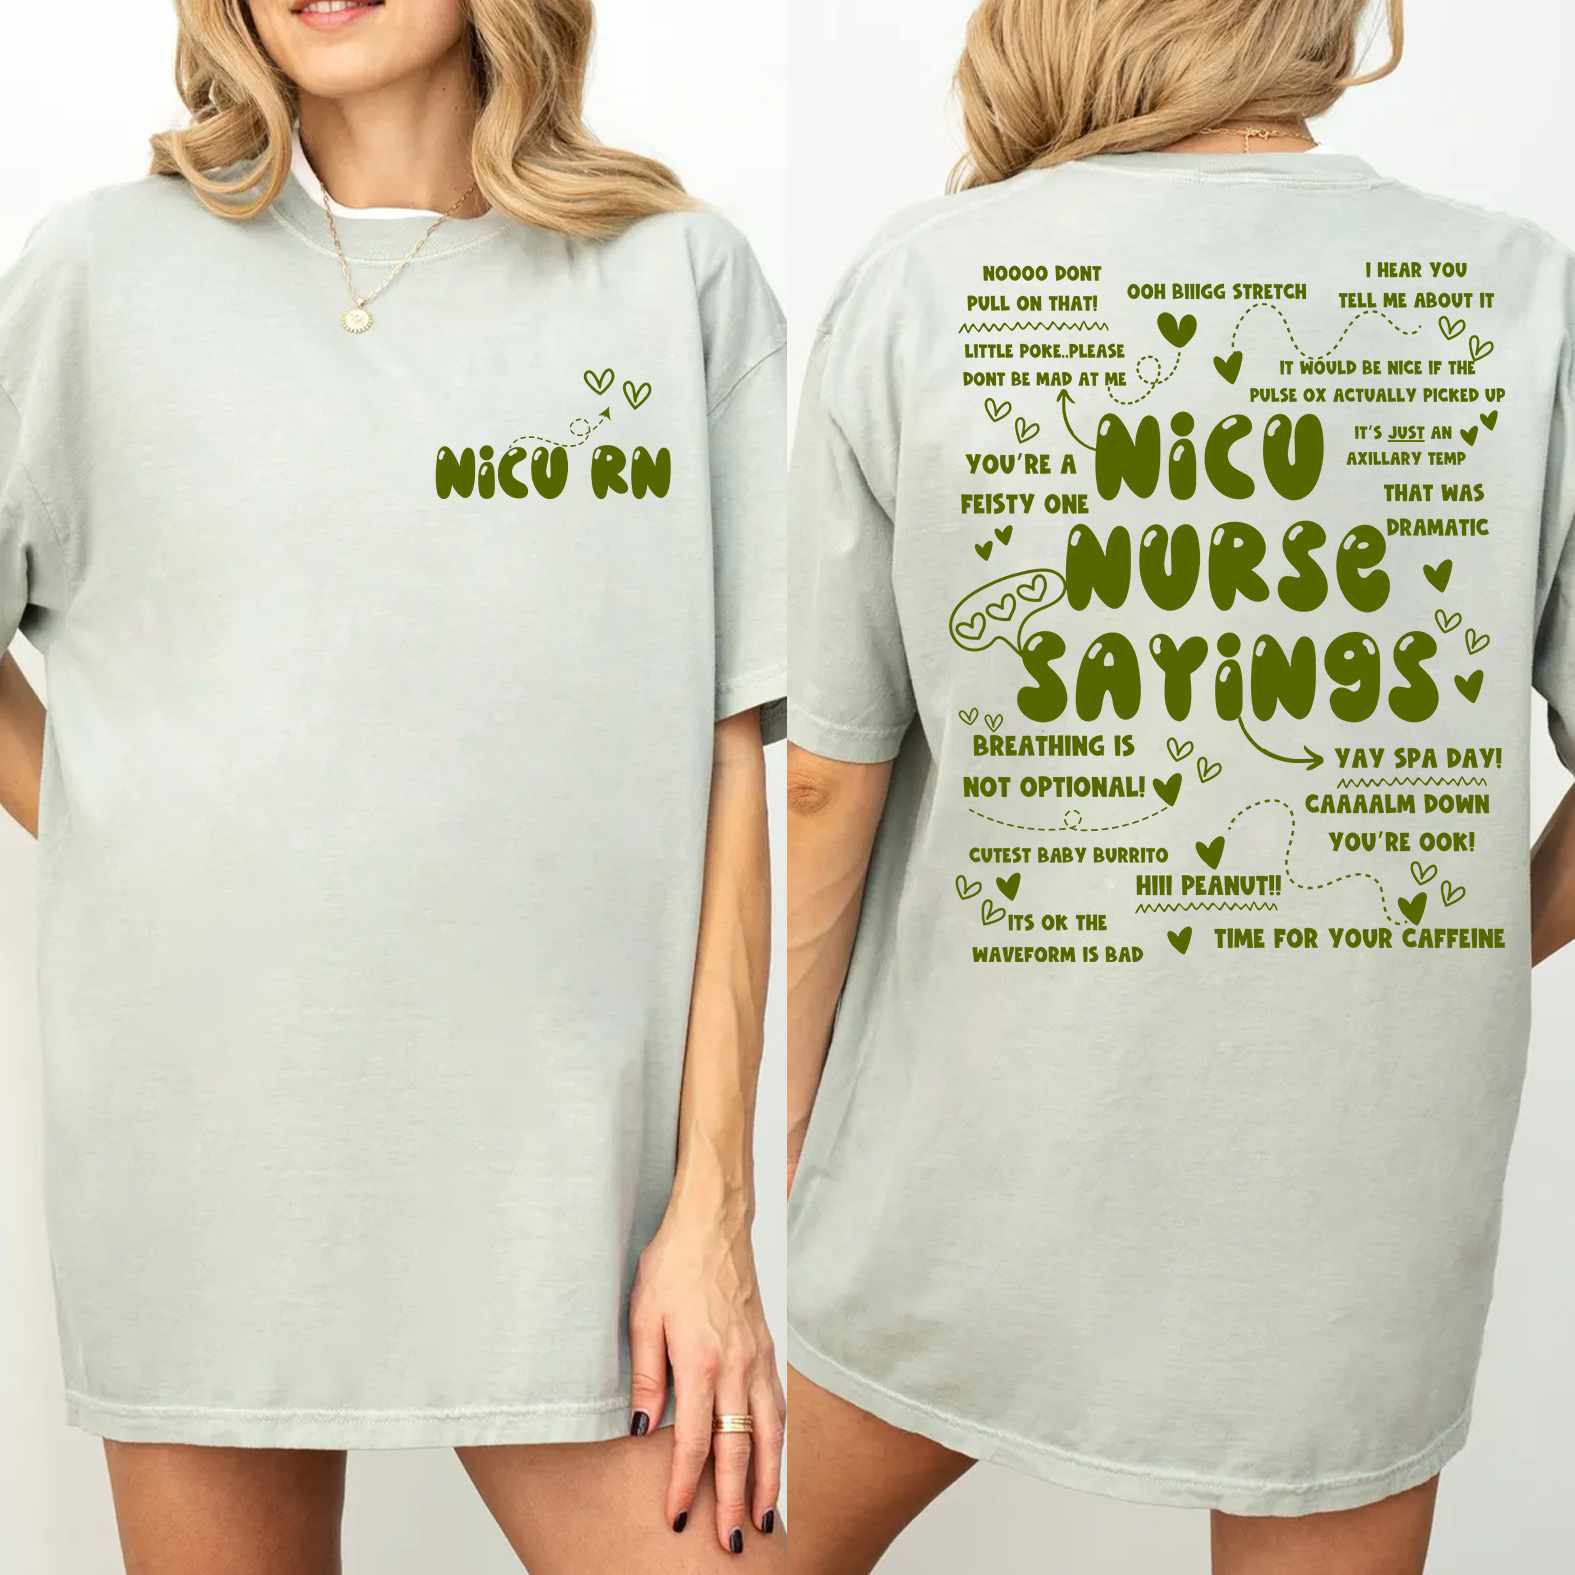 NiCU RN
NOOOO DONT
PULL ON THAT!
OOH BIIIGG STRETCH
I HEAR YOU
TELL ME ABOUT IT
LITTLE POKE..PLEASE
DONT BE MAD AT ME
IT WOULD BE NICE IF THE
PULSE OX ACTUALLY PICKED UP
IT'S JUST AN
AXILLARY TEMP
YOU'RE A
FEISTY ONE
THAT WAS
DRAMATIC
NiCU
NURSe
SAYiNgS
BREATHING IS
NOT OPTIONAL!
YAY SPA DAY!
CAAAALM DOWN
YOU'RE OOK!
CUTEST BABY BURRITO
HIII PEANUT!!
ITS OK THE
WAVEFORM IS BAD
TIME FOR YOUR CAFFEINE